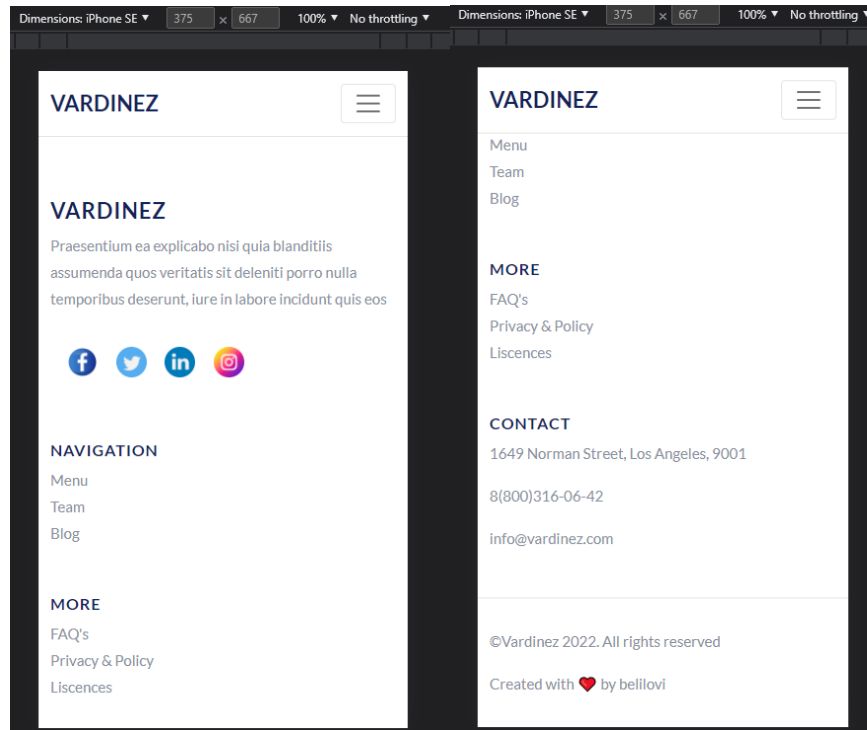 Dimensions: iPhone SE ▼ 375 × 667 100% ▼ No throttling ▼
VARDINEZ
VARDINEZ
Praesentium ea explicabo nisi quia blanditiis
assumenda quos veritatis sit deleniti porro nulla
temporibus deserunt, iure in labore incidunt quis eos
NAVIGATION
Menu
Team
Blog
MORE
FAQ's
Privacy & Policy
Liscences
Dimensions: iPhone SE ▼ 375 × 667 100% ▼ No throttling ▼
VARDINEZ
Menu
Team
Blog
MORE
FAQ's
Privacy & Policy
Liscences
CONTACT
1649 Norman Street, Los Angeles, 9001
8(800)316-06-42
info@vardinez.com
©Vardinez 2022. All rights reserved
Created with ❤ by belilovi